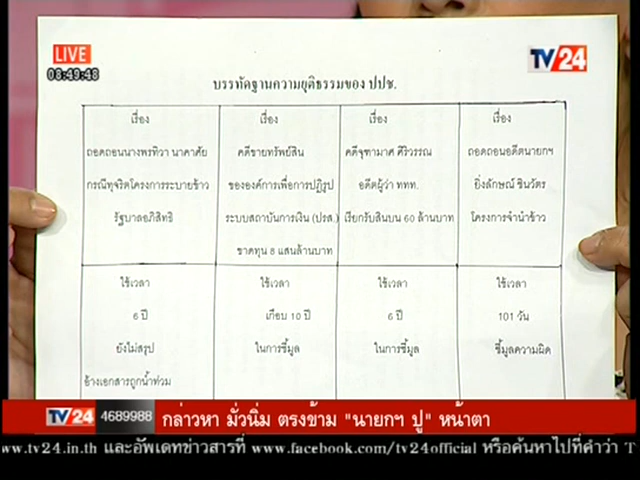 LIVE
08:49:48
TV24
บรรทัดฐานความยุติธรรมของ ปปช.
เรื่อง
ถอดถอนนางพรทิวา นาคาศัย
กรณีทุจริตโครงการระบายข้าว
รัฐบาลอภิสิทธิ์
เรื่อง
คดีขายทรัพย์สิน
ขององค์การเพื่อการปฏิรูป
ระบบสถาบันการเงิน (ปรส.)
ขาดทุน 8 แสนล้านบาท
เรื่อง
คดีจุฑามาศ ศิริวรรณ
อดีตผู้ว่า ททท.
เรียกรับสินบน 60 ล้านบาท
เรื่อง
ถอดถอนอดีตนายกฯ
ยิ่งลักษณ์ ชินวัตร
โครงการจำนำข้าว
ใช้เวลา
6 ปี
ยังไม่สรุป
อ้างเอกสารถูกน้ำท่วม
ใช้เวลา
เกือบ 10 ปี
ในการชี้มูล
ใช้เวลา
6 ปี
ในการชี้มูล
ใช้เวลา
101 วัน
ชี้มูลความผิด
TV24 4689988 กล่าวหา มั่วนิ่ม ตรงข้าม "นายกฯ ปู" หน้าตา
www.tv24.in.th และอัพเดทข่าวสารที่ www.facebook.com/tv24official หรือค้นหาไปที่คำว่า T